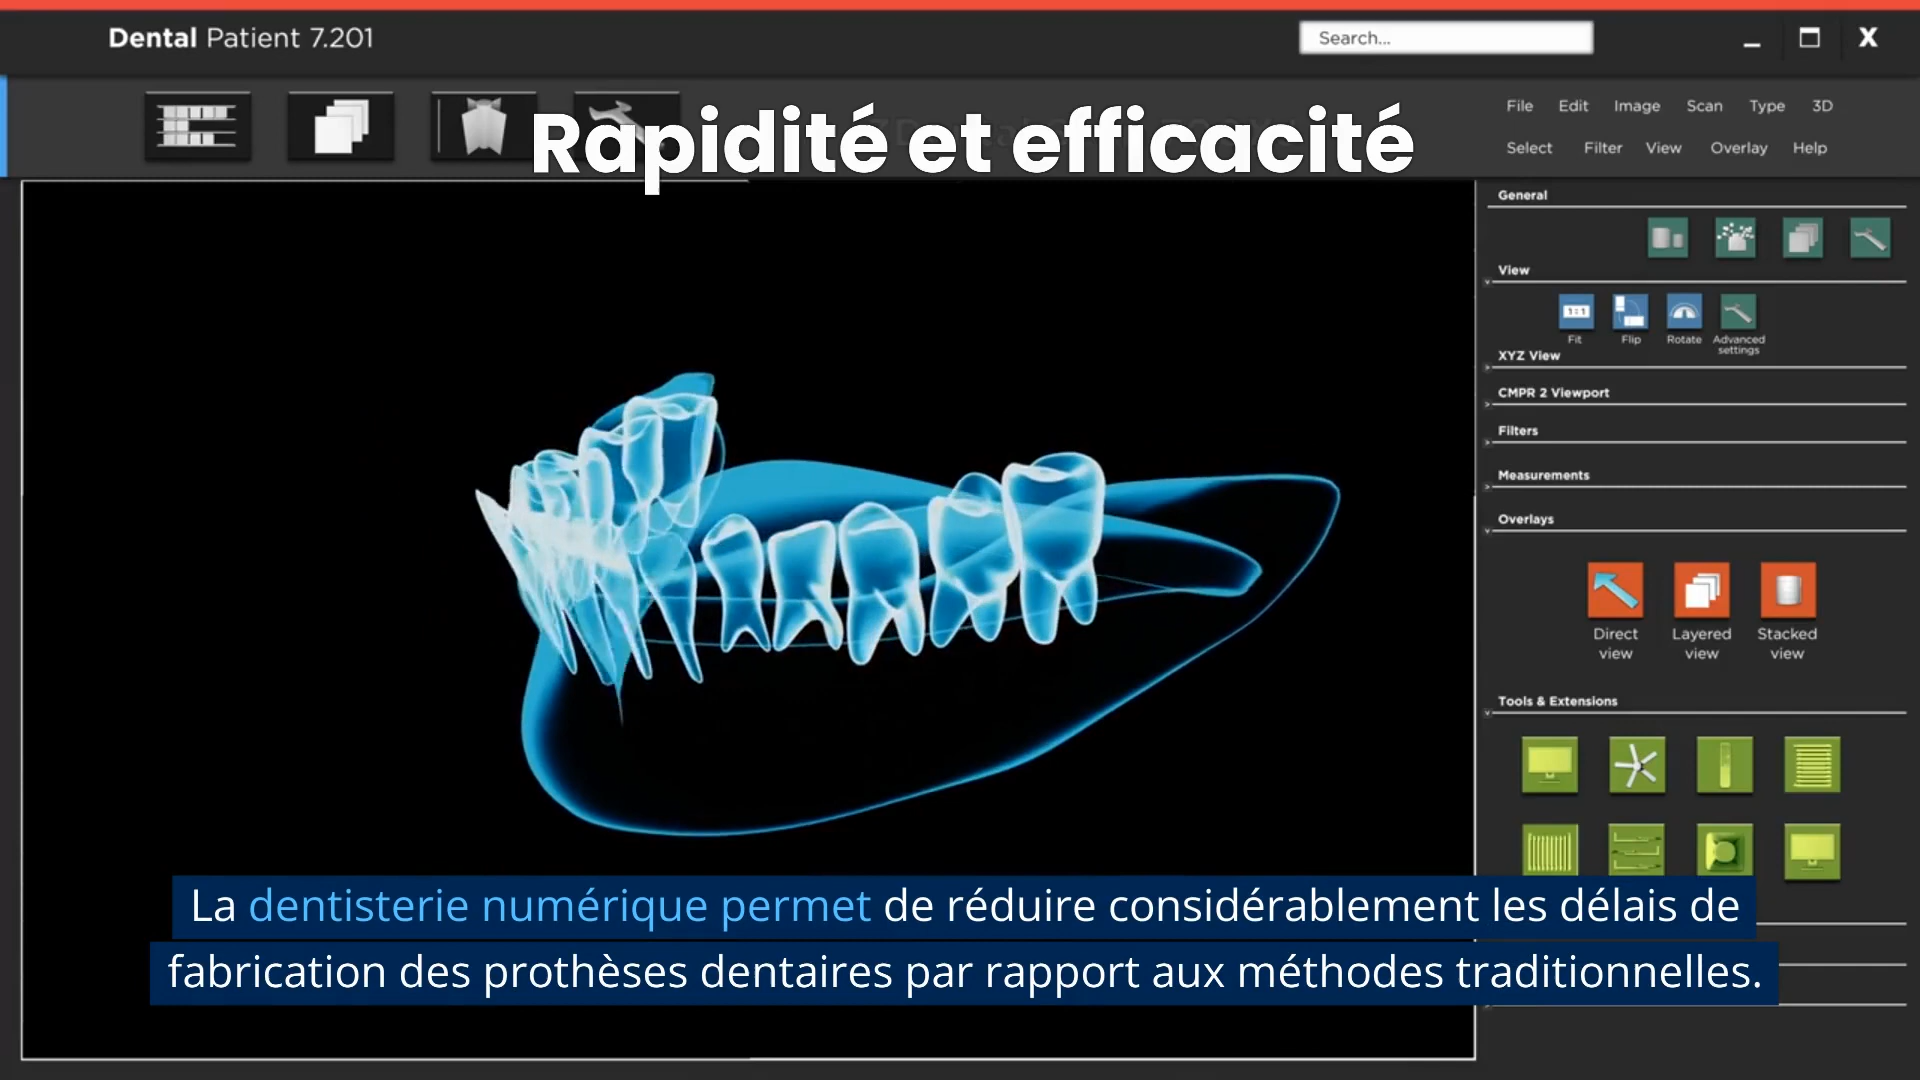 Dental Patient 7.201
Search...
X
Rapidité et efficacité
File Edit Image Scan Type 3D
Select Filter View Overlay Help
General
View
1:1
Fit Flip Rotate Advanced settings
XYZ View
CMPR 2 Viewport
Filters
Measurements
Overlays
Direct view
Layered view
Stacked view
Tools & Extensions
La dentisterie numérique permet de réduire considérablement les délais de
fabrication des prothèses dentaires par rapport aux méthodes traditionnelles.